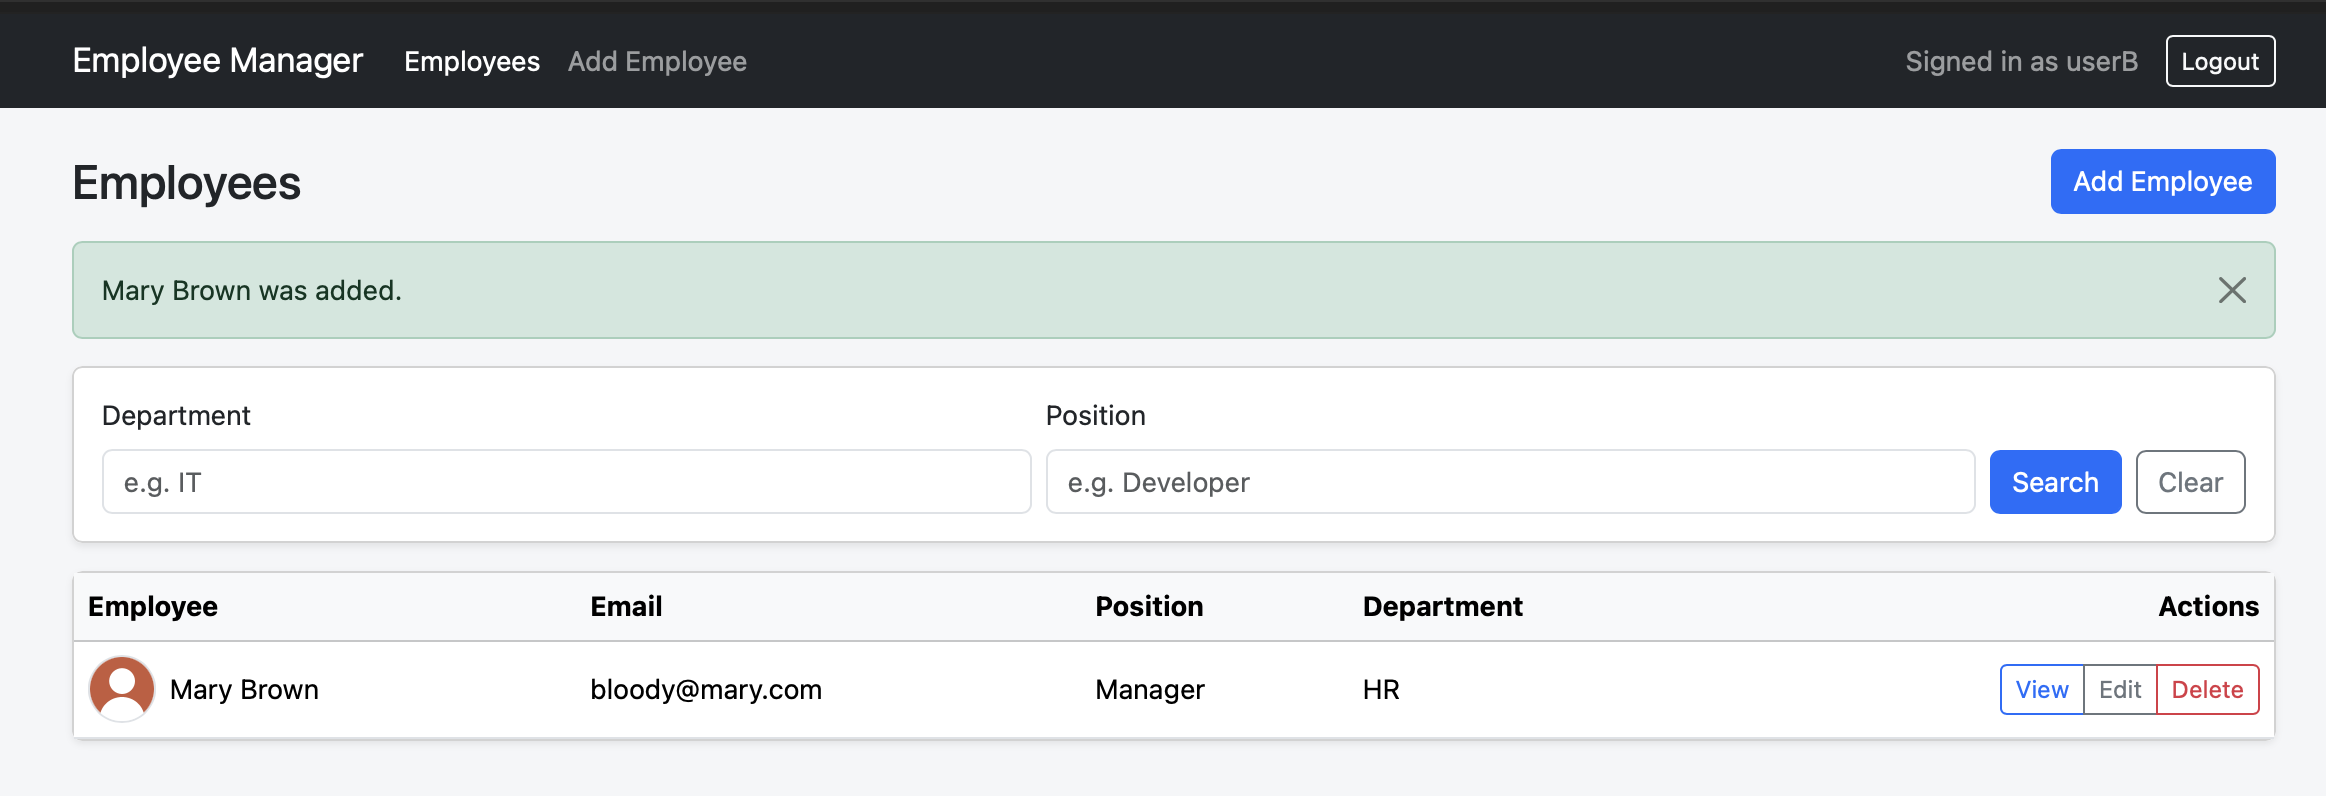 Employee Manager Employees Add Employee Signed in as userB Logout
Employees Add Employee
Mary Brown was added.
Department Position
e.g. IT e.g. Developer Search Clear
Employee Email Position Department Actions
Mary Brown bloody@mary.com Manager HR View Edit Delete